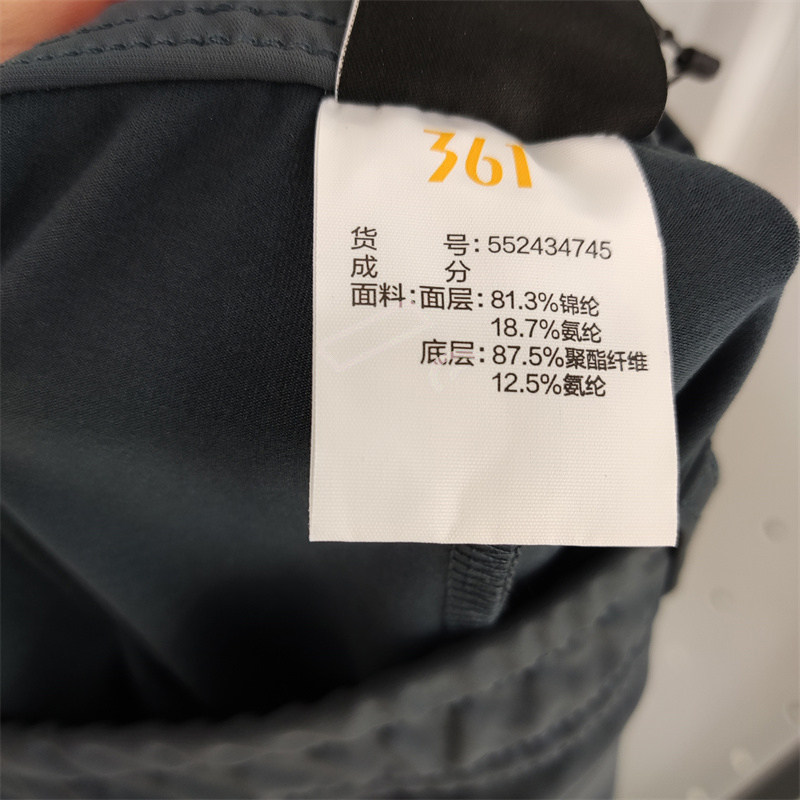 361
货 号:552434745
成 分
面料:面层:81.3%锦纶
18.7%氨纶
底层:87.5%聚酯纤维
12.5%氨纶